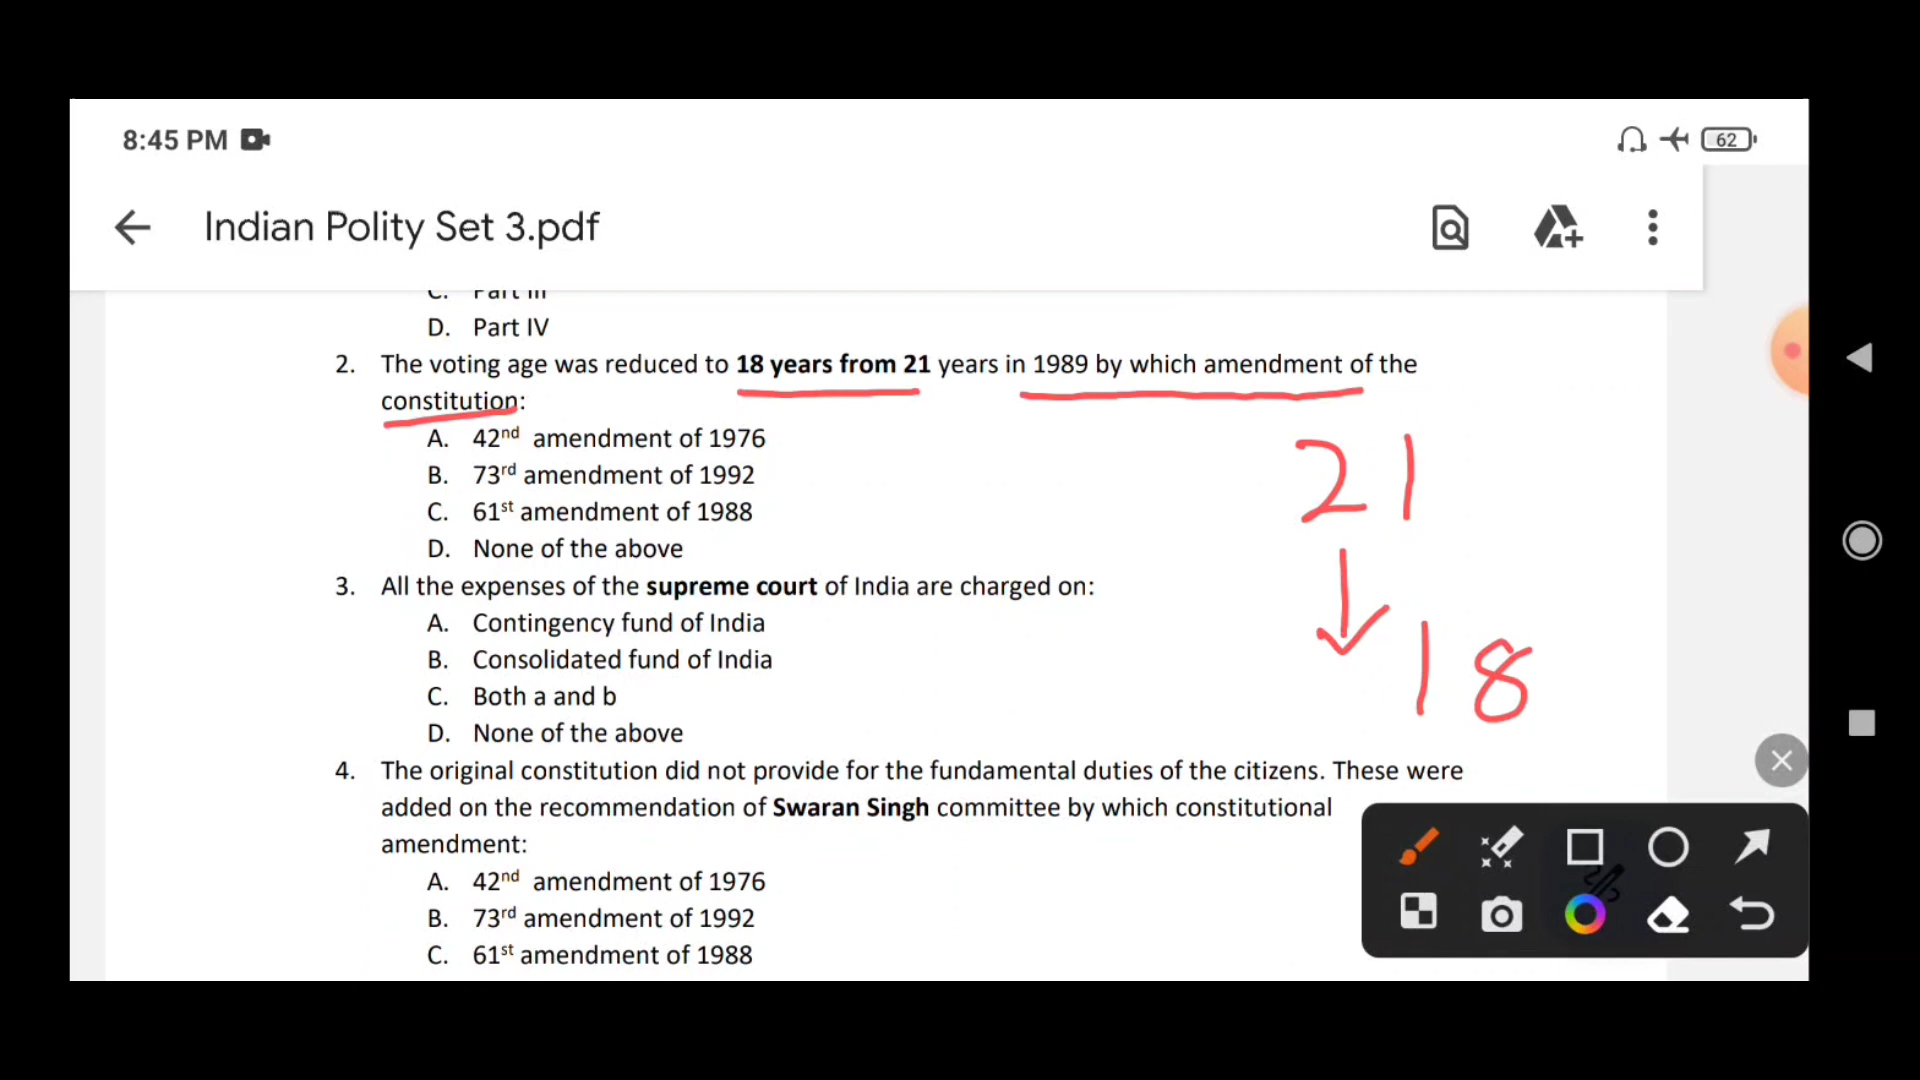 8:45 PM
62
Indian Polity Set 3.pdf
C. Part III
D. Part IV
2. The voting age was reduced to 18 years from 21 years in 1989 by which amendment of the
constitution:
A. 42nd amendment of 1976
B. 73rd amendment of 1992
C. 61st amendment of 1988
D. None of the above
21
3. All the expenses of the supreme court of India are charged on:
A. Contingency fund of India
B. Consolidated fund of India
C. Both a and b
D. None of the above
18
4. The original constitution did not provide for the fundamental duties of the citizens. These were
added on the recommendation of Swaran Singh committee by which constitutional
amendment:
A. 42nd amendment of 1976
B. 73rd amendment of 1992
C. 61st amendment of 1988